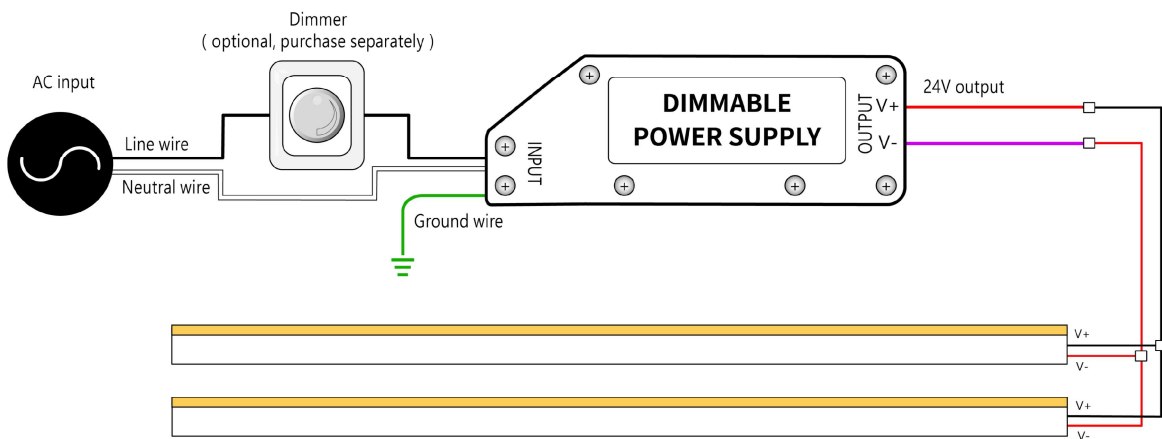 Dimmer
( optional, purchase separately )
AC input
Line wire
Neutral wire
INPUT
DIMMABLE
POWER SUPPLY
OUTPUT
V+
V-
24V output
Ground wire
V+
V-
V+
V-